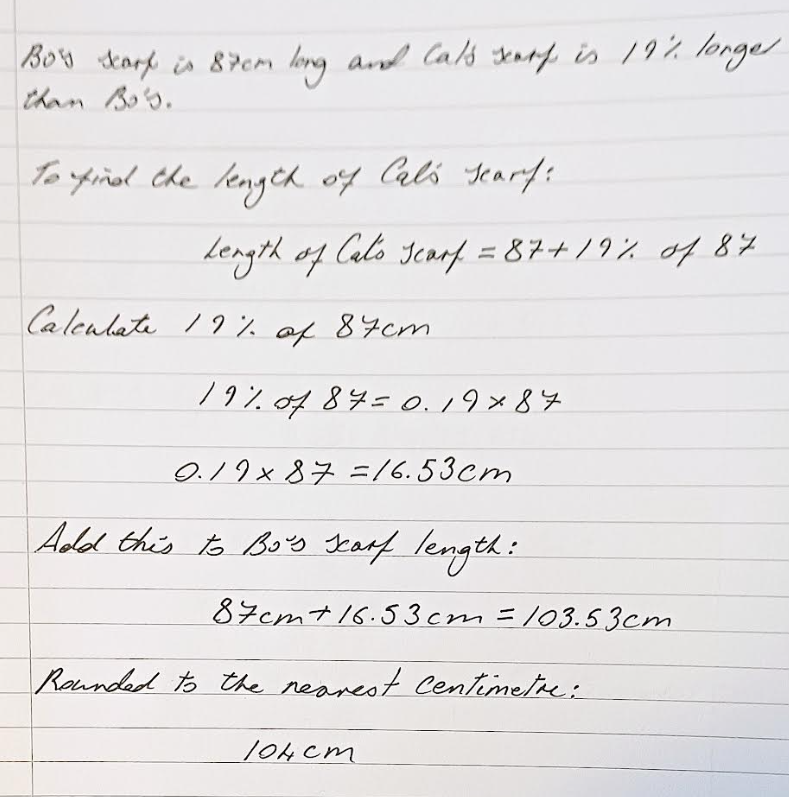 Bo's scarf is 87cm long and Cal's scarf is 19% longer
than Bo's.
To find the length of Cal's scarf:
Length of Cal's scarf = 87 + 19% of 87
Calculate 19% of 87cm
19% of 87 = 0.19 × 87
0.19 × 87 = 16.53cm
Add this to Bo's scarf length:
87cm + 16.53cm = 103.53cm
Rounded to the nearest centimetre:
104cm